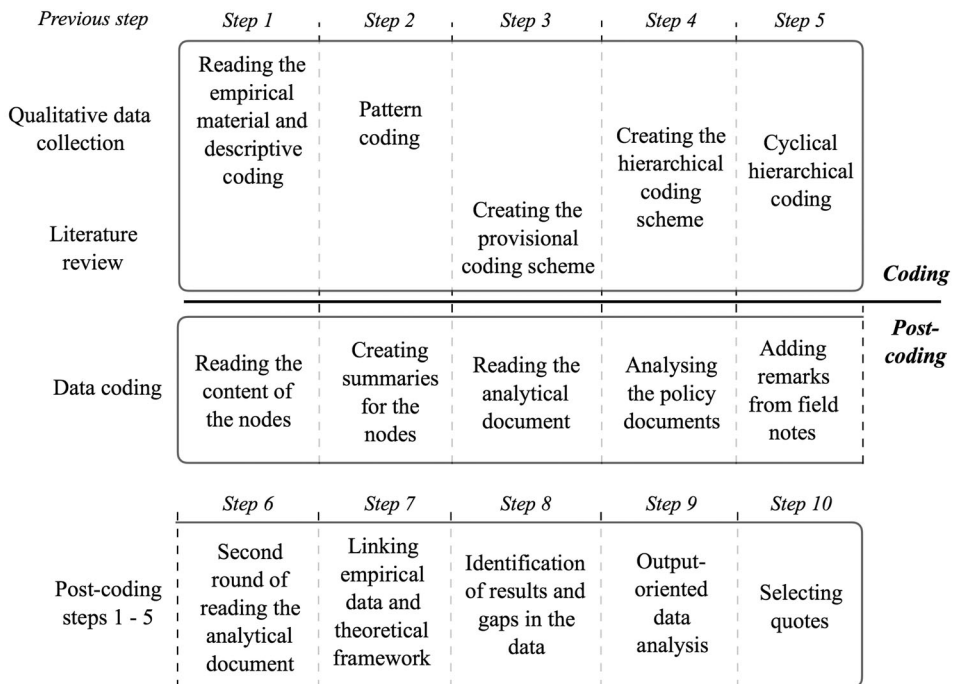 Previous step
Step 1
Step 2
Step 3
Step 4
Step 5
Qualitative data
collection
Literature
review
Reading the
empirical
material and
descriptive
coding
Pattern
coding
Creating the
provisional
coding scheme
Creating the
hierarchical
coding
scheme
Cyclical
hierarchical
coding
Coding
Post-
coding
Data coding
Reading the
content of
the nodes
Creating
summaries
for the
nodes
Reading the
analytical
document
Analysing
the policy
documents
Adding
remarks
from field
notes
Step 6
Step 7
Step 8
Step 9
Step 10
Post-coding
steps 1 - 5
Second
round of
reading the
analytical
document
Linking
empirical
data and
theoretical
framework
Identification
of results and
gaps in the
data
Output-
oriented
data
analysis
Selecting
quotes